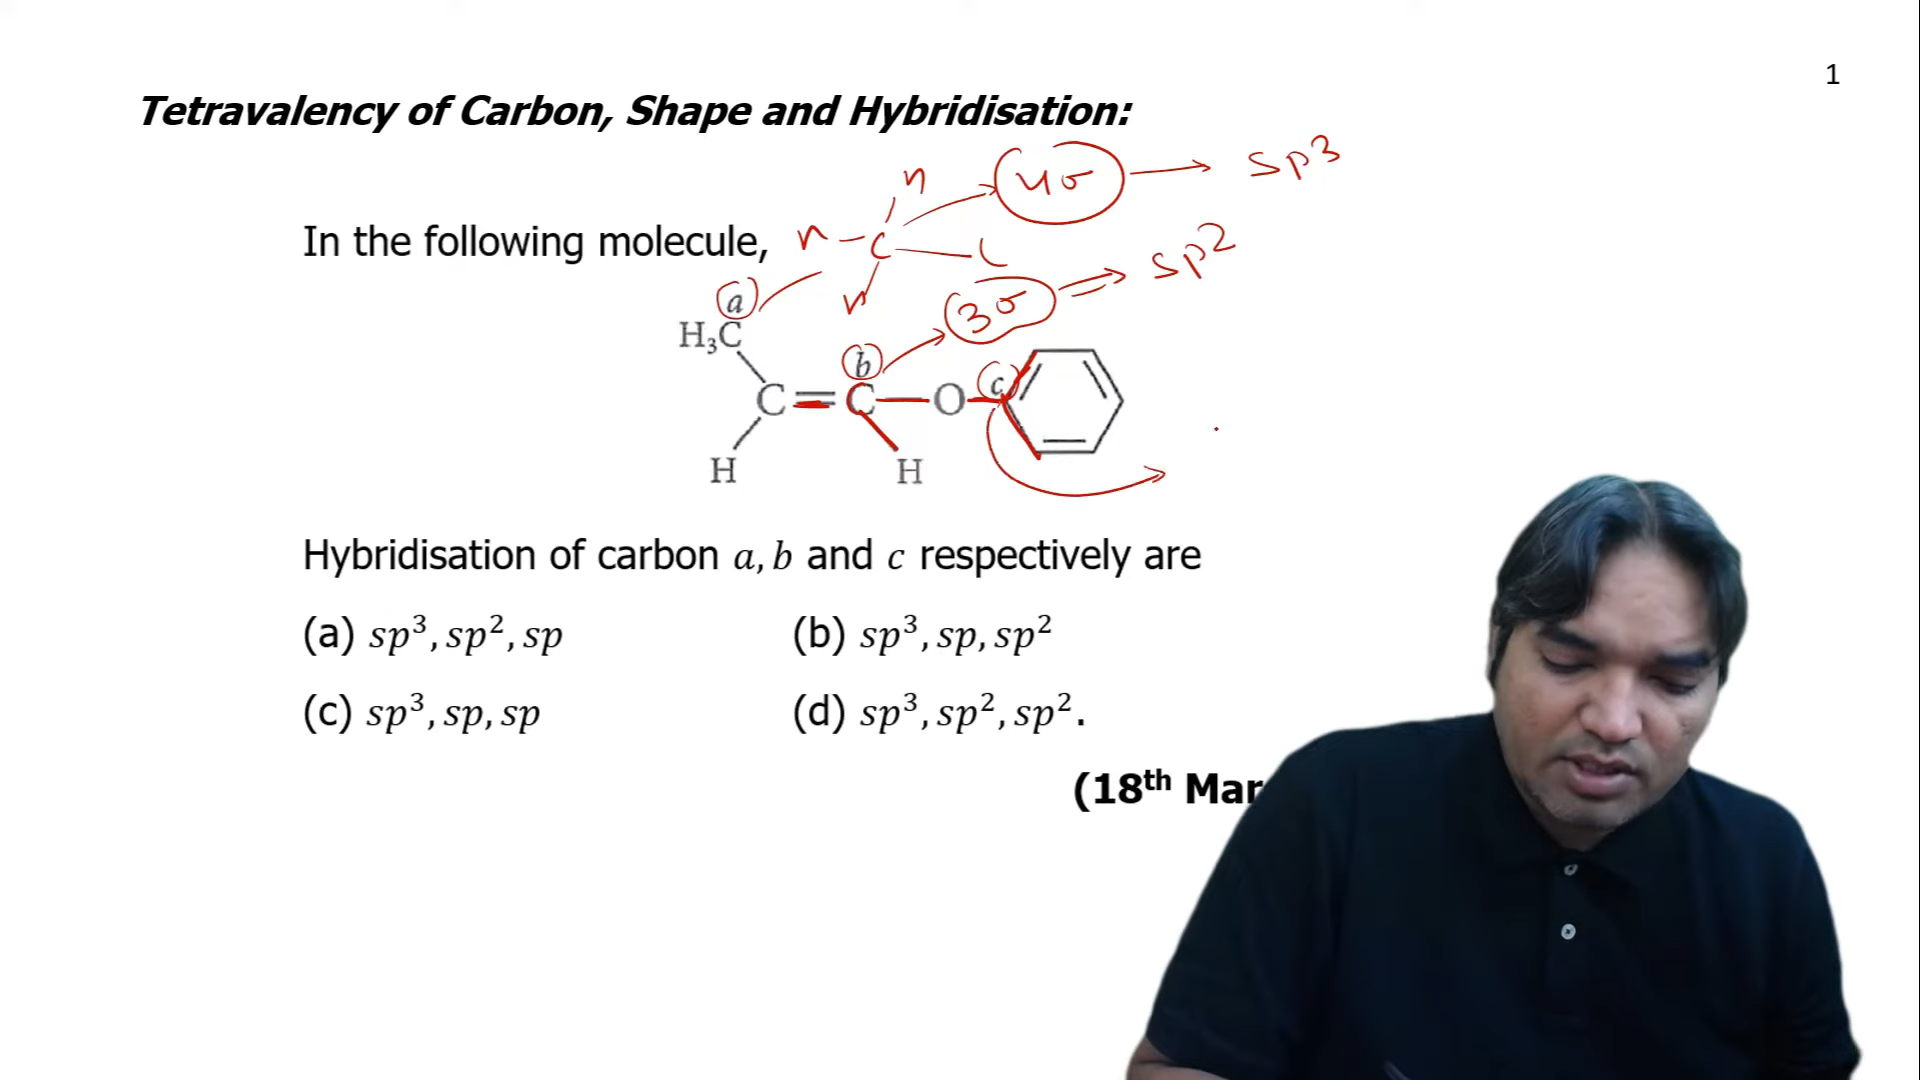 1
Tetravalency of Carbon, Shape and Hybridisation:
n 4σ sp3
In the following molecule, n C C
n 3σ sp2
a
H₃C
b c
C=C—O
H H
Hybridisation of carbon a, b and c respectively are
(a) sp³, sp², sp (b) sp³, sp, sp²
(c) sp³, sp, sp (d) sp³, sp², sp².
(18th Mar